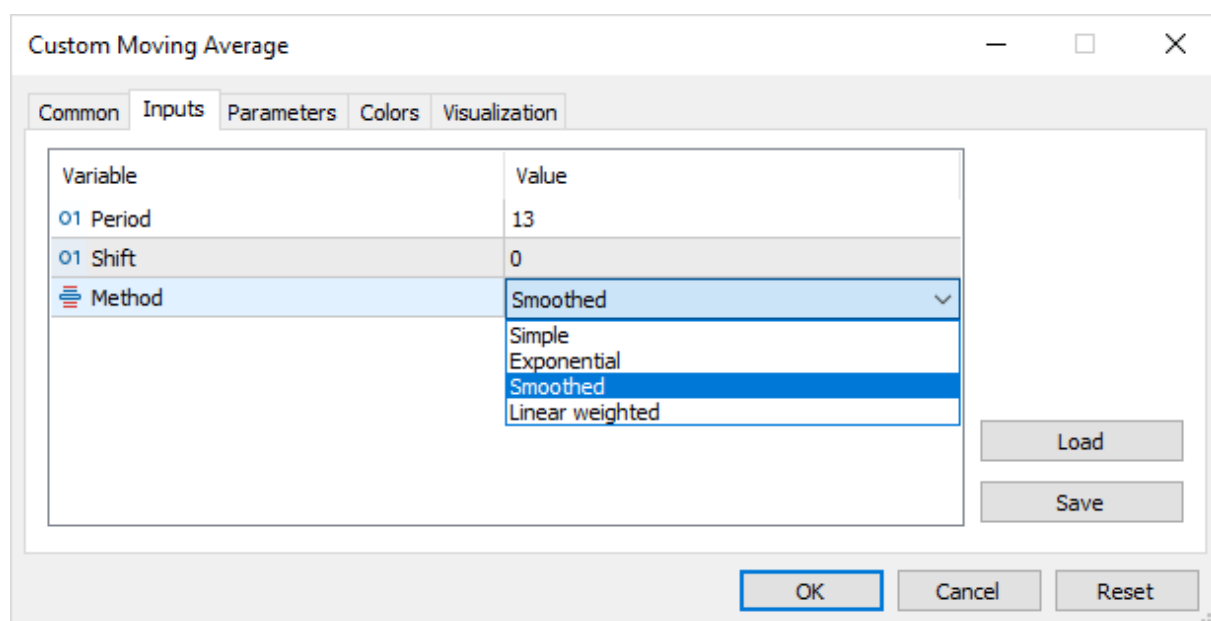 Custom Moving Average
Common Inputs Parameters Colors Visualization
Variable Value
01 Period 13
01 Shift 0
Method Smoothed
Simple
Exponential
Smoothed
Linear weighted
Load
Save
OK Cancel Reset